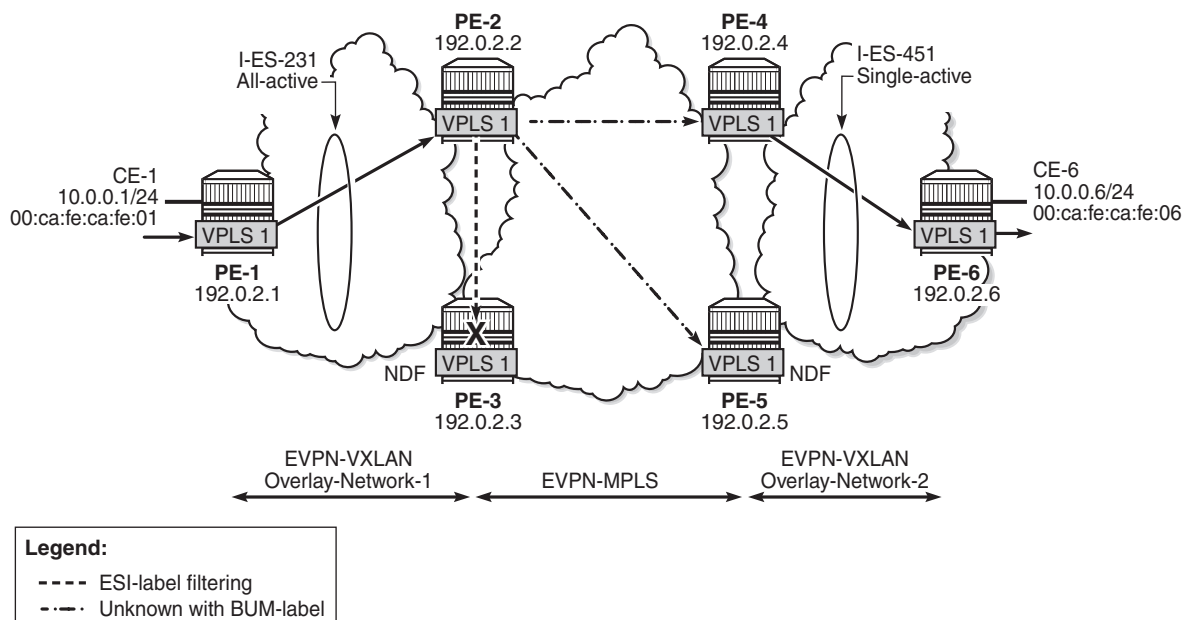 PE-2
192.0.2.2
PE-4
192.0.2.4
I-ES-231
All-active
I-ES-451
Single-active
VPLS 1
VPLS 1
CE-1
10.0.0.1/24
00:ca:fe:ca:fe:01
CE-6
10.0.0.6/24
00:ca:fe:ca:fe:06
VPLS 1
VPLS 1
PE-1
192.0.2.1
PE-6
192.0.2.6
X
VPLS 1
VPLS 1
NDF
NDF
PE-3
192.0.2.3
PE-5
192.0.2.5
EVPN-VXLAN
Overlay-Network-1
EVPN-MPLS
EVPN-VXLAN
Overlay-Network-2
Legend:
ESI-label filtering
Unknown with BUM-label